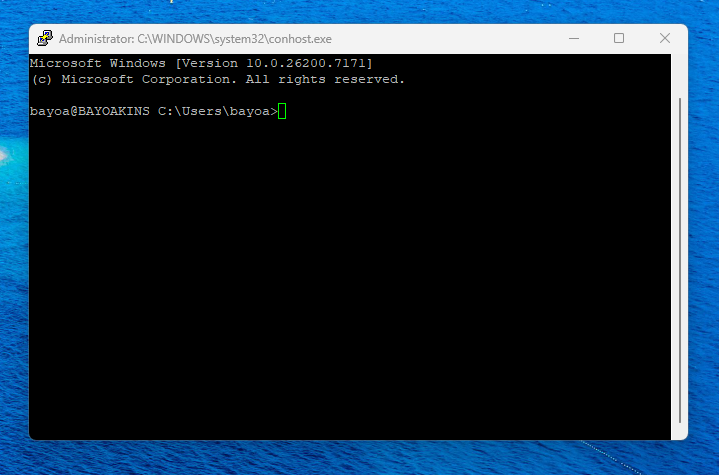 Administrator: C:\WINDOWS\system32\conhost.exe
Microsoft Windows [Version 10.0.26200.7171]
(c) Microsoft Corporation. All rights reserved.
bayoa@BAYOAKINS C:\Users\bayoa>